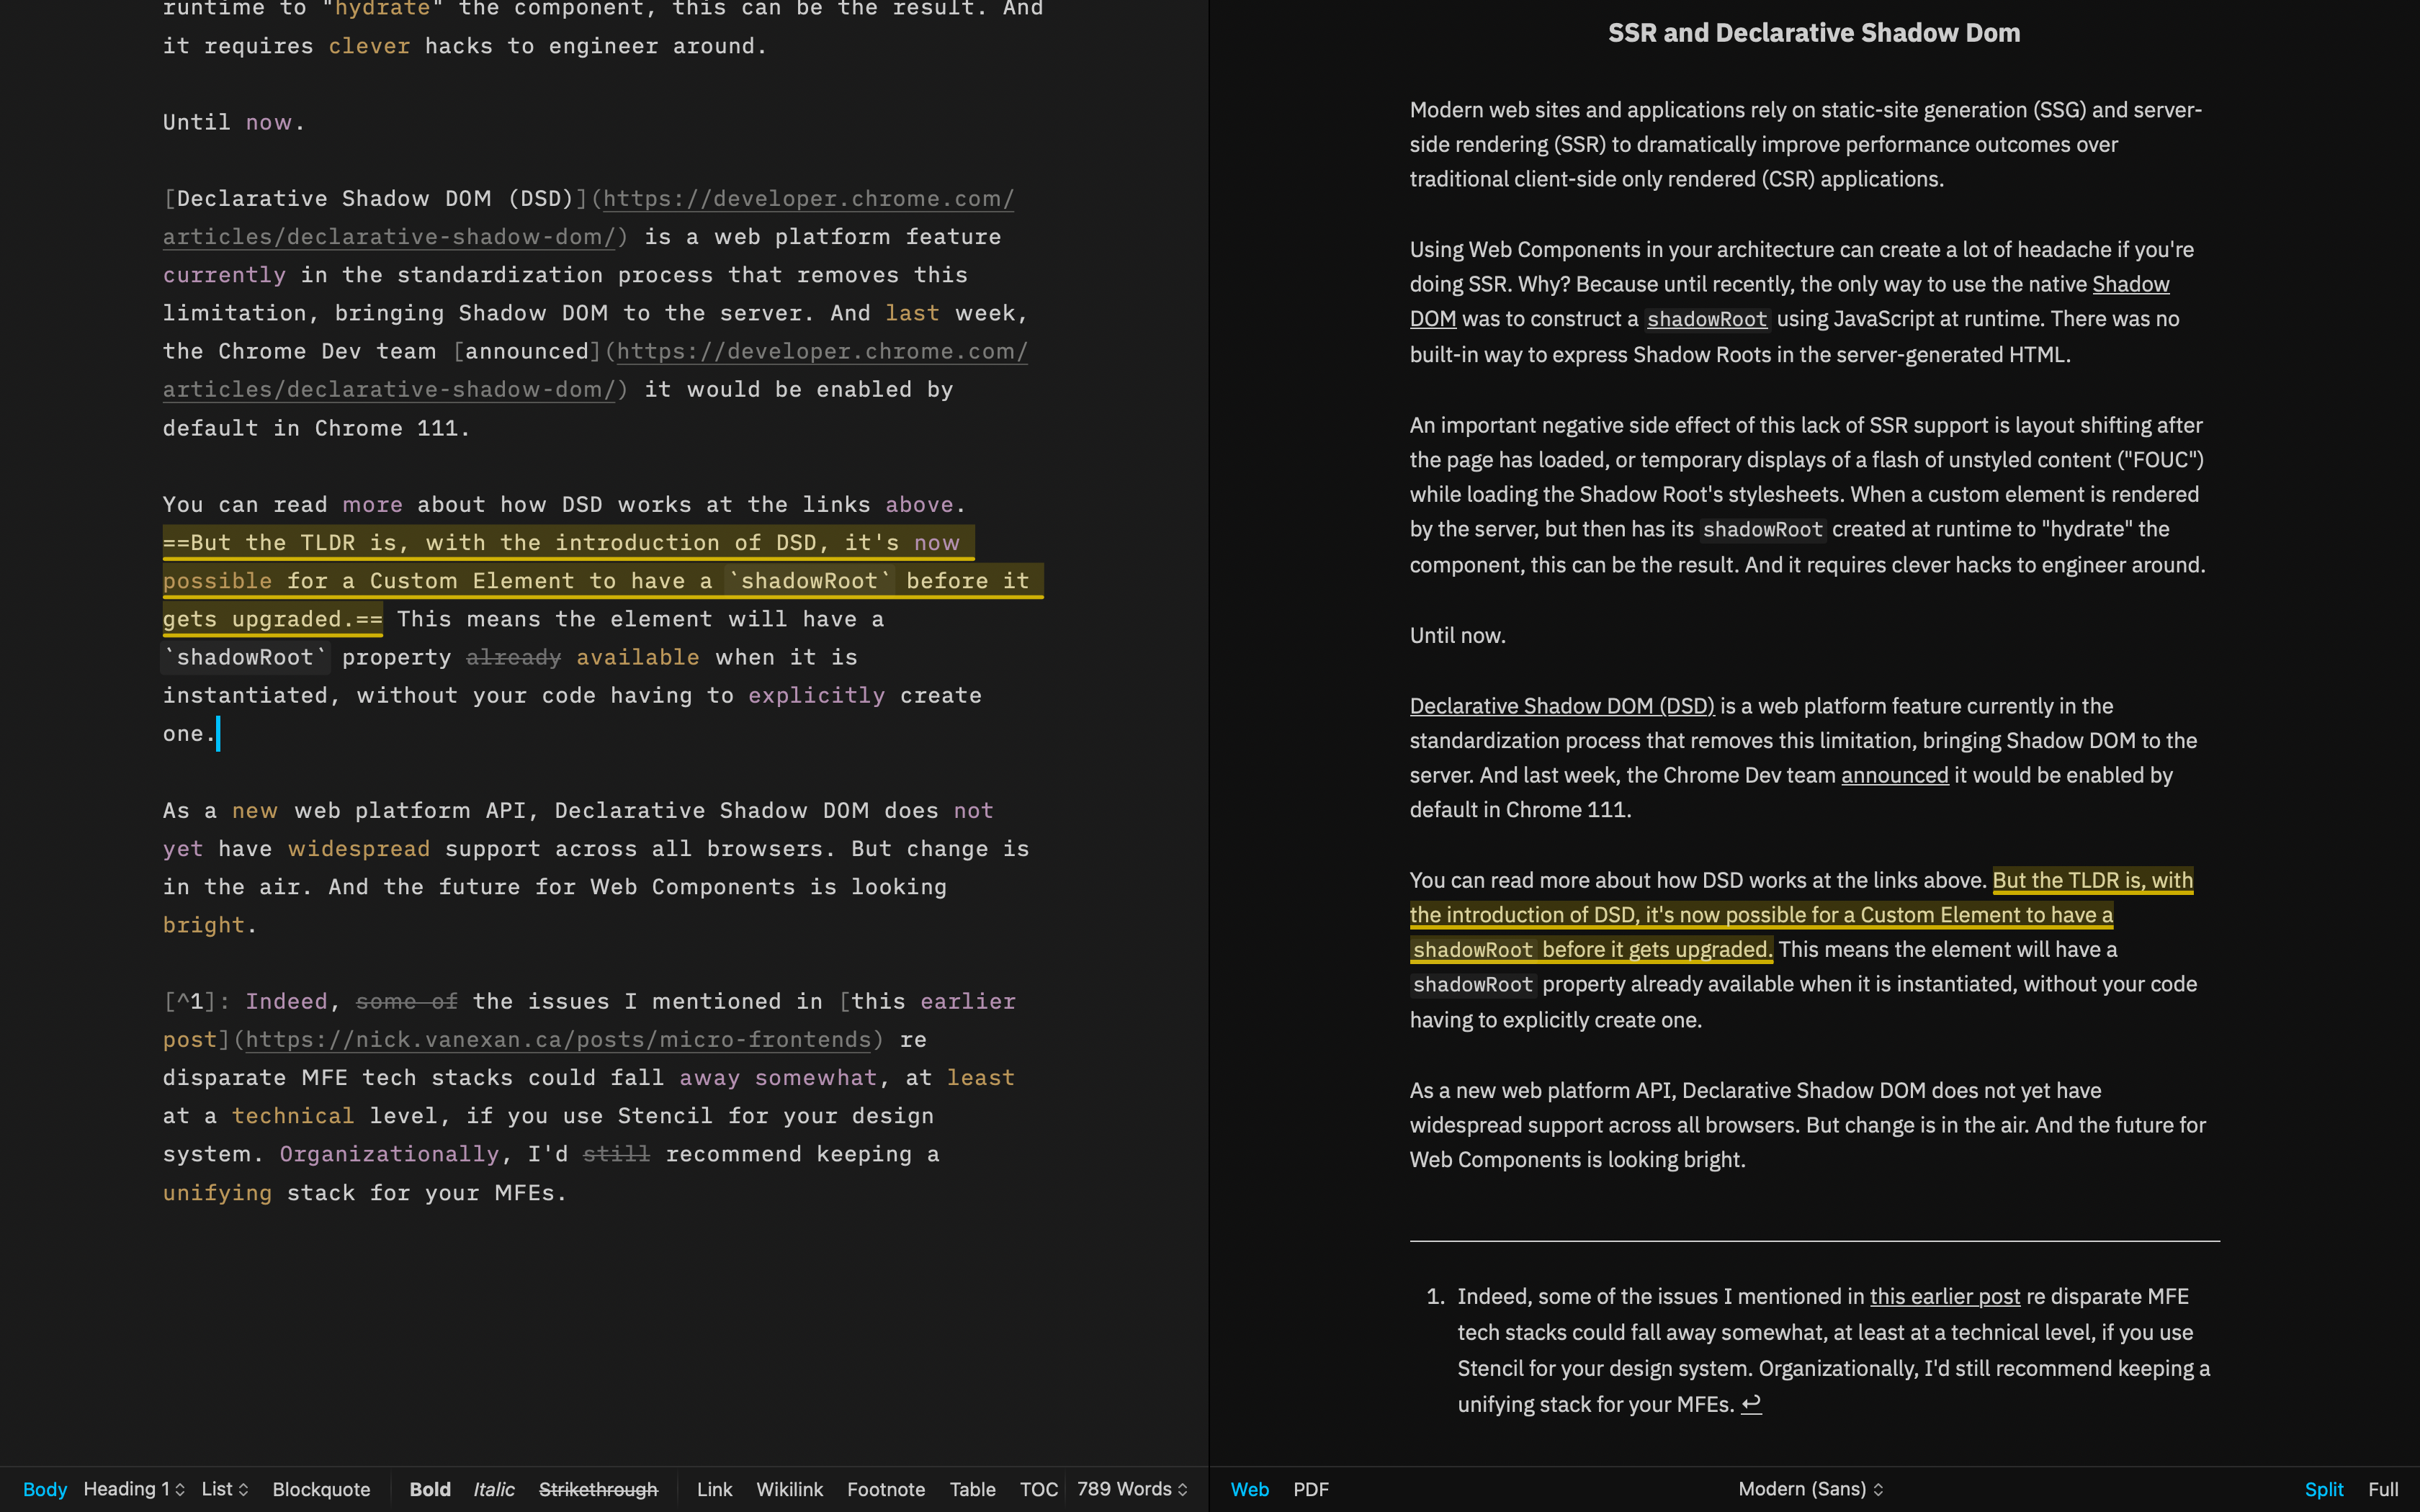 runtime to "hydrate" the component, this can be the result. And
it requires clever hacks to engineer around.
Until now.
[Declarative Shadow DOM (DSD)](https://developer.chrome.com/
articles/declarative-shadow-dom/) is a web platform feature
currently in the standardization process that removes this
limitation, bringing Shadow DOM to the server. And last week,
the Chrome Dev team [announced](https://developer.chrome.com/
articles/declarative-shadow-dom/) it would be enabled by
default in Chrome 111.
You can read more about how DSD works at the links above.
==But the TLDR is, with the introduction of DSD, it's now
possible for a Custom Element to have a `shadowRoot` before it
gets upgraded.== This means the element will have a
`shadowRoot` property already available when it is
instantiated, without your code having to explicitly create
one.
As a new web platform API, Declarative Shadow DOM does not
yet have widespread support across all browsers. But change is
in the air. And the future for Web Components is looking
bright.
[^1]: Indeed, some of the issues I mentioned in [this earlier
post](https://nick.vanexan.ca/posts/micro-frontends) re
disparate MFE tech stacks could fall away somewhat, at least
at a technical level, if you use Stencil for your design
system. Organizationally, I'd still recommend keeping a
unifying stack for your MFEs.
Body Heading 1 List Blockquote Bold Italic Strikethrough Link Wikilink Footnote Table TOC 789 Words
SSR and Declarative Shadow Dom
Modern web sites and applications rely on static-site generation (SSG) and server-
side rendering (SSR) to dramatically improve performance outcomes over
traditional client-side only rendered (CSR) applications.
Using Web Components in your architecture can create a lot of headache if you're
doing SSR. Why? Because until recently, the only way to use the native Shadow
DOM was to construct a shadowRoot using JavaScript at runtime. There was no
built-in way to express Shadow Roots in the server-generated HTML.
An important negative side effect of this lack of SSR support is layout shifting after
the page has loaded, or temporary displays of a flash of unstyled content ("FOUC")
while loading the Shadow Root's stylesheets. When a custom element is rendered
by the server, but then has its shadowRoot created at runtime to "hydrate" the
component, this can be the result. And it requires clever hacks to engineer around.
Until now.
Declarative Shadow DOM (DSD) is a web platform feature currently in the
standardization process that removes this limitation, bringing Shadow DOM to the
server. And last week, the Chrome Dev team announced it would be enabled by
default in Chrome 111.
You can read more about how DSD works at the links above. But the TLDR is, with
the introduction of DSD, it's now possible for a Custom Element to have a
shadowRoot before it gets upgraded. This means the element will have a
shadowRoot property already available when it is instantiated, without your code
having to explicitly create one.
As a new web platform API, Declarative Shadow DOM does not yet have
widespread support across all browsers. But change is in the air. And the future for
Web Components is looking bright.
1. Indeed, some of the issues I mentioned in this earlier post re disparate MFE
tech stacks could fall away somewhat, at least at a technical level, if you use
Stencil for your design system. Organizationally, I'd still recommend keeping a
unifying stack for your MFEs. ↩
Web PDF Modern (Sans) Split Full